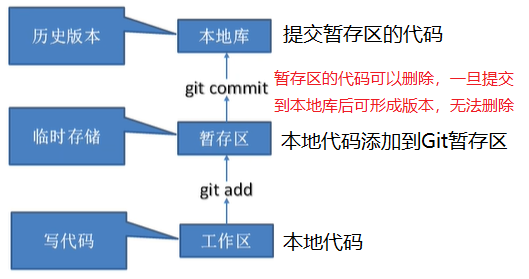 历史版本
本地库
提交暂存区的代码
git commit
暂存区的代码可以删除，一旦提交
到本地库后可形成版本，无法删除
临时存储
暂存区
本地代码添加到Git暂存区
git add
写代码
工作区
本地代码